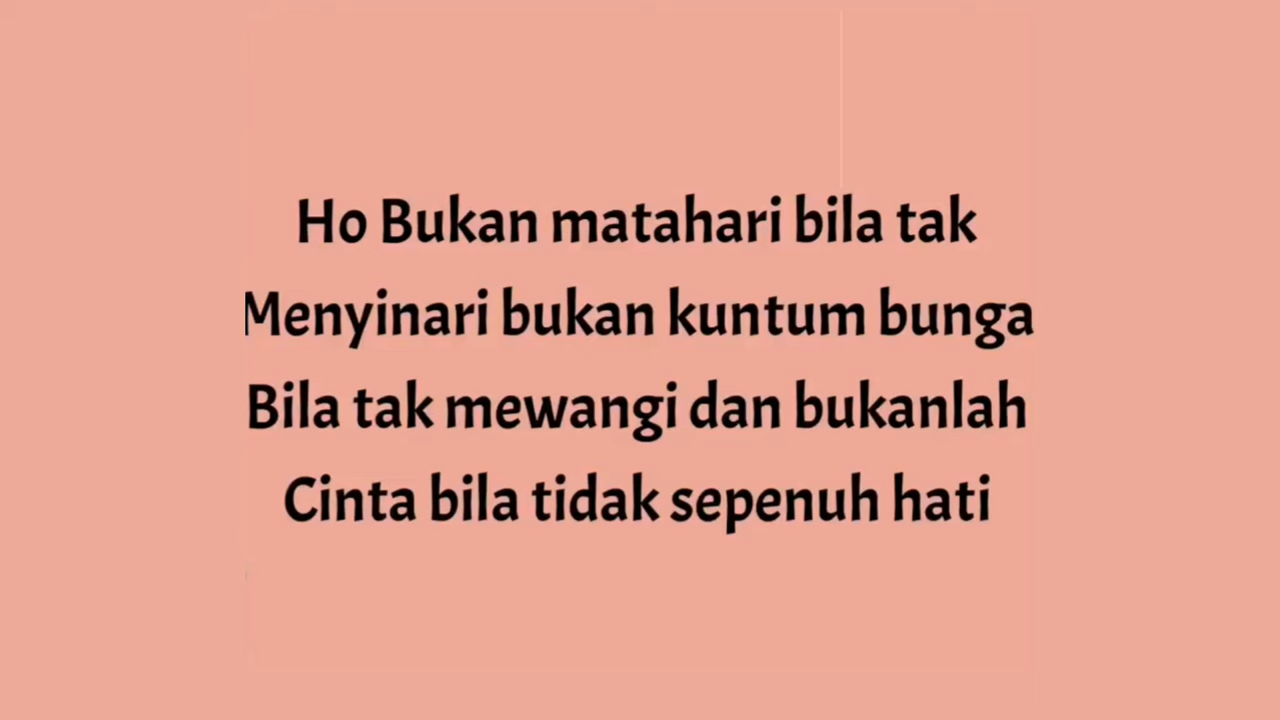 Ho Bukan matahari bila tak
Menyinari bukan kuntum bunga
Bila tak mewangi dan bukanlah
Cinta bila tidak sepenuh hati